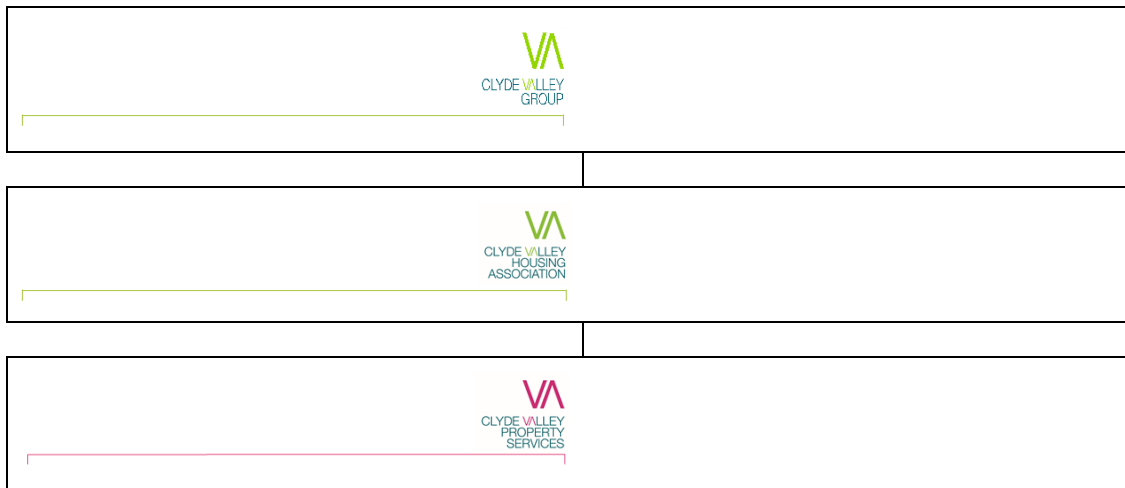 VA
CLYDE VALLEY
GROUP
VA
CLYDE VALLEY
HOUSING
ASSOCIATION
VA
CLYDE VALLEY
PROPERTY
SERVICES